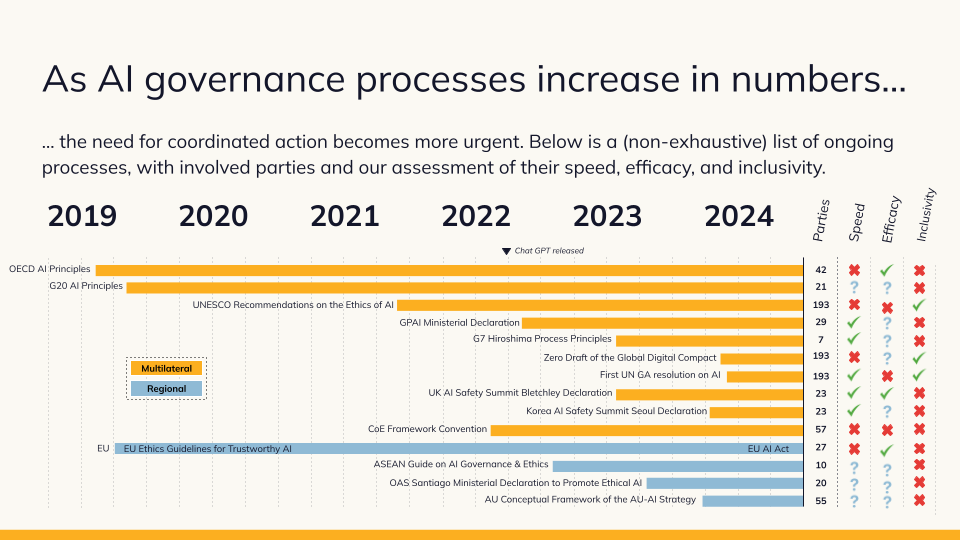 As AI governance processes increase in numbers...
... the need for coordinated action becomes more urgent. Below is a (non-exhaustive) list of ongoing
processes, with involved parties and our assessment of their speed, efficacy, and inclusivity.
2019 2020 2021 2022 2023 2024 Parties Speed Efficacy Inclusivity
Chat GPT released
OECD AI Principles 42
G20 AI Principles 21 ? ?
UNESCO Recommendations on the Ethics of AI 193
GPAI Ministerial Declaration 29 ?
G7 Hiroshima Process Principles 7 ?
Zero Draft of the Global Digital Compact 193 ?
Multilateral
First UN GA resolution on AI 193
Regional
UK AI Safety Summit Bletchley Declaration 23
Korea AI Safety Summit Seoul Declaration 23 ?
CoE Framework Convention 57
EU EU Ethics Guidelines for Trustworthy AI EU AI Act 27
ASEAN Guide on AI Governance & Ethics 10 ? ?
OAS Santiago Ministerial Declaration to Promote Ethical AI 20 ? ?
AU Conceptual Framework of the AU-AI Strategy 55 ? ?